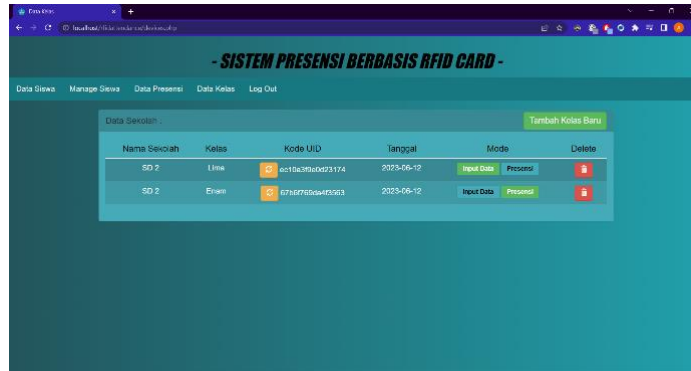 Data Kelas
- SISTEM PRESENSI BERBASIS RFID CARD -
Data Siswa Manage Siswa Data Presensi Data Kelas Log Out
Data Sekolah : Tambah Kelas Baru
Nama Sekolah Kelas Kode UID Tanggal Mode Delete
SD 2 Lima 2023-06-12 Input Data Presensi
SD 2 Enam 2023-06-12 Input Data Presensi